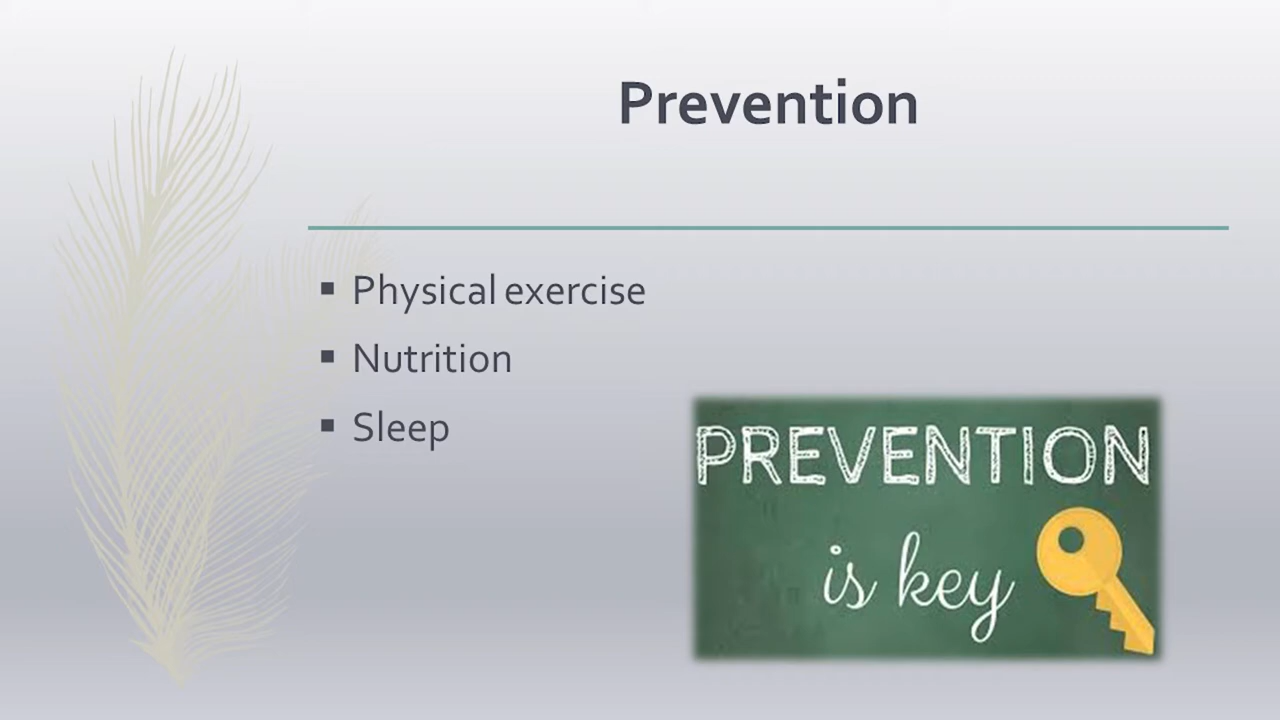 Prevention
Physical exercise
Nutrition
Sleep
PREVENTION
is key